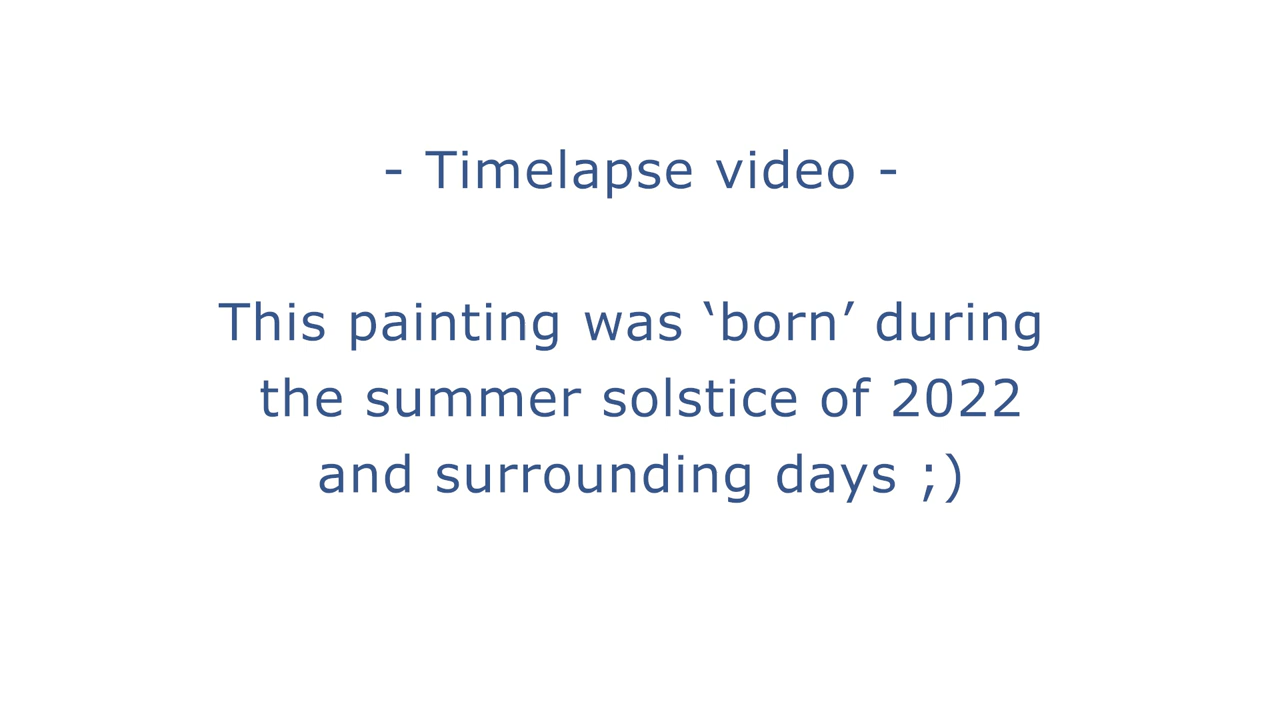 - Timelapse video -
This painting was ‘born’ during
the summer solstice of 2022
and surrounding days ;)